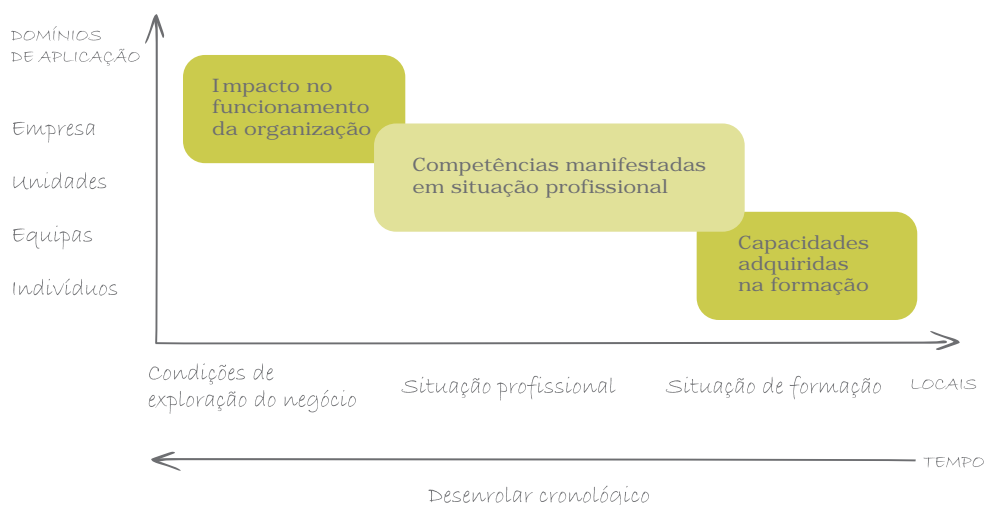 DOMÍNIOS
DE APLICAÇÃO
Impacto no
funcionamento
da organização
Empresa
Competências manifestadas
em situação profissional
Unidades
Equipas
Capacidades
adquiridas
na formação
Indivíduos
Condições de
exploração do negócio
Situação profissional
Situação de formação
LOCAIS
TEMPO
Desenrolar cronológico